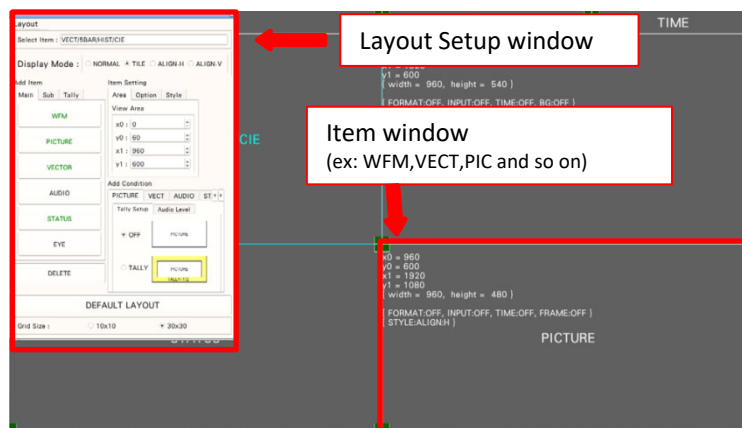 Layout
Select Item : VECT/5BAR/HIST/CIE
Display Mode : NORMAL TILE ALIGN-H ALIGN-V
Add Item
Main Sub Tally
WFM
PICTURE
VECTOR
AUDIO
STATUS
EYE
DELETE
Item Setting
Area Option Style
View Area
x0 : 0
y0 : 60
x1 : 960
y1 : 600
Add Condition
PICTURE VECT AUDIO ST
Tally Setup Audio Level
OFF PICTURE
TALLY PICTURE
DEFAULT LAYOUT
Grid Size : 10x10 30x30
CIE
TIME
Layout Setup window
y1 = 600
{ width = 960, height = 540 }
{ FORMAT:OFF, INPUT:OFF, TIME:OFF, BG:OFF }
Item window
(ex: WFM,VECT,PIC and so on)
x0 = 960
y0 = 600
x1 = 1920
y1 = 1080
{ width = 960, height = 480 }
{ FORMAT:OFF, INPUT:OFF, TIME:OFF, FRAME:OFF }
{ STYLE:ALIGN:H }
PICTURE